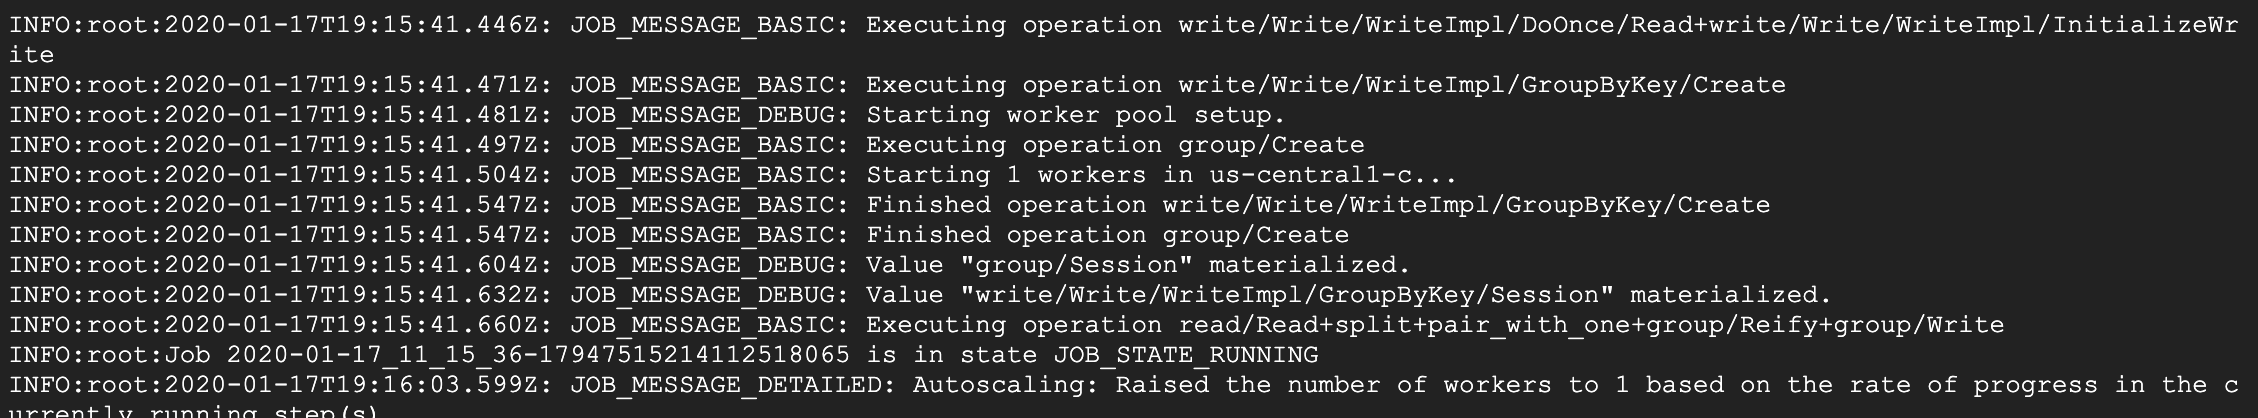 INFO:root:2020-01-17T19:15:41.446Z: JOB_MESSAGE_BASIC: Executing operation write/Write/WriteImpl/DoOnce/Read+write/Write/WriteImpl/InitializeWr
ite
INFO:root:2020-01-17T19:15:41.471Z: JOB_MESSAGE_BASIC: Executing operation write/Write/WriteImpl/GroupByKey/Create
INFO:root:2020-01-17T19:15:41.481Z: JOB_MESSAGE_DEBUG: Starting worker pool setup.
INFO:root:2020-01-17T19:15:41.497Z: JOB_MESSAGE_BASIC: Executing operation group/Create
INFO:root:2020-01-17T19:15:41.504Z: JOB_MESSAGE_BASIC: Starting 1 workers in us-central1-c...
INFO:root:2020-01-17T19:15:41.547Z: JOB_MESSAGE_BASIC: Finished operation write/Write/WriteImpl/GroupByKey/Create
INFO:root:2020-01-17T19:15:41.547Z: JOB_MESSAGE_BASIC: Finished operation group/Create
INFO:root:2020-01-17T19:15:41.604Z: JOB_MESSAGE_DEBUG: Value "group/Session" materialized.
INFO:root:2020-01-17T19:15:41.632Z: JOB_MESSAGE_DEBUG: Value "write/Write/WriteImpl/GroupByKey/Session" materialized.
INFO:root:2020-01-17T19:15:41.660Z: JOB_MESSAGE_BASIC: Executing operation read/Read+split+pair_with_one+group/Reify+group/Write
INFO:root:Job 2020-01-17_11_15_36-17947515214112518065 is in state JOB_STATE_RUNNING
INFO:root:2020-01-17T19:16:03.599Z: JOB_MESSAGE_DETAILED: Autoscaling: Raised the number of workers to 1 based on the rate of progress in the c
urrently running step(s)